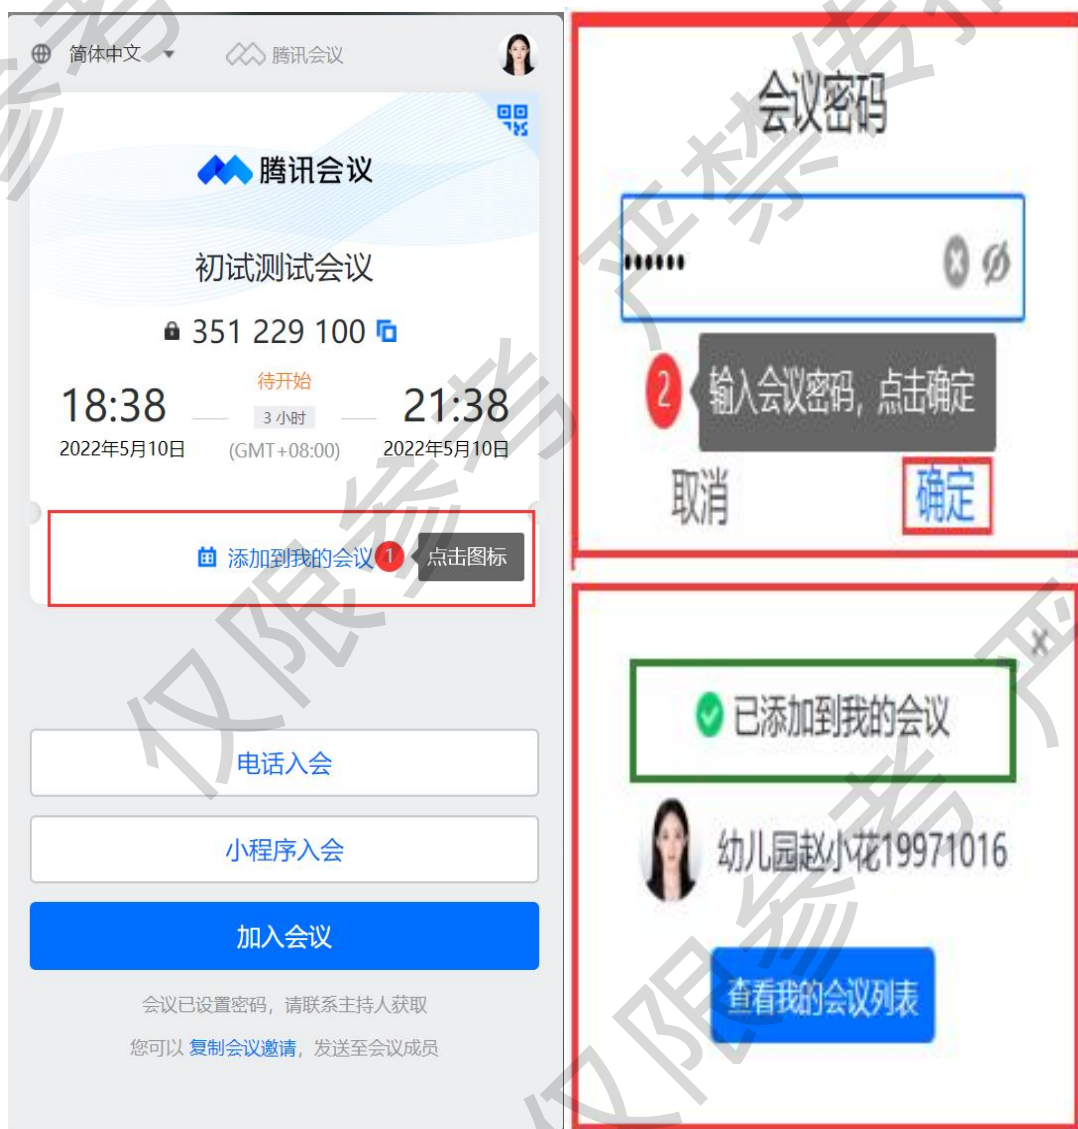 简体中文
腾讯会议
腾讯会议
初试测试会议
351 229 100
待开始
18:38
3 小时
21:38
2022年5月10日
(GMT+08:00)
2022年5月10日
添加到我的会议
1
点击图标
电话入会
小程序入会
加入会议
会议已设置密码，请联系主持人获取
您可以 复制会议邀请，发送至会议成员
会议密码
••••••
2
输入会议密码，点击确定
取消
确定
已添加到我的会议
幼儿园赵小花19971016
查看我的会议列表
仅限参考 严禁传
仅限参考 严
参考